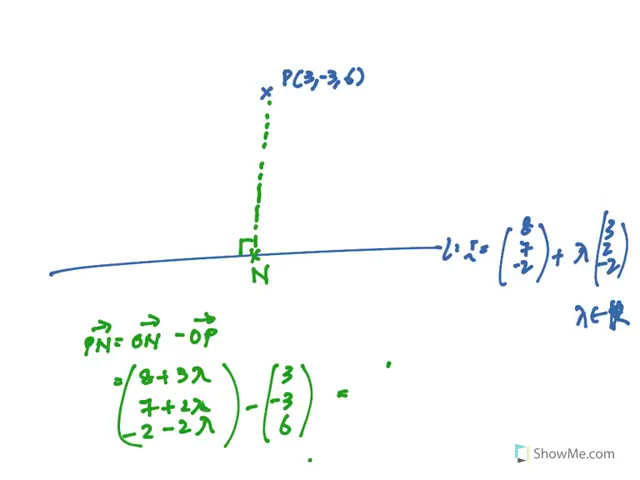 P(3,-3,6)
l: r = (8 7 -2) + λ (3 2 -2)
N
λ ∈ ℝ
PN = ON - OP
= (8+3λ 7+2λ -2-2λ) - (3 -3 6) =
ShowMe.com